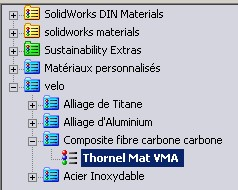 SolidWorks DIN Materials
solidworks materials
Sustainability Extras
Matériaux personnalisés
velo
Alliage de Titane
Alliage d'Aluminium
Composite fibre carbone carbone
Thornel Mat VMA
Acier Inoxydable